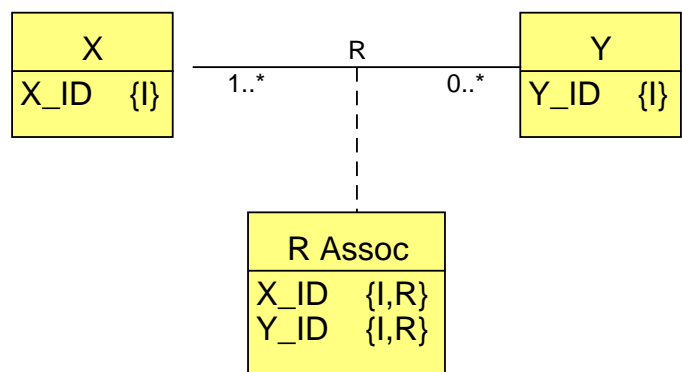 X
X_ID {I}
R
1..*
0..*
Y
Y_ID {I}
R Assoc
X_ID {I,R}
Y_ID {I,R}